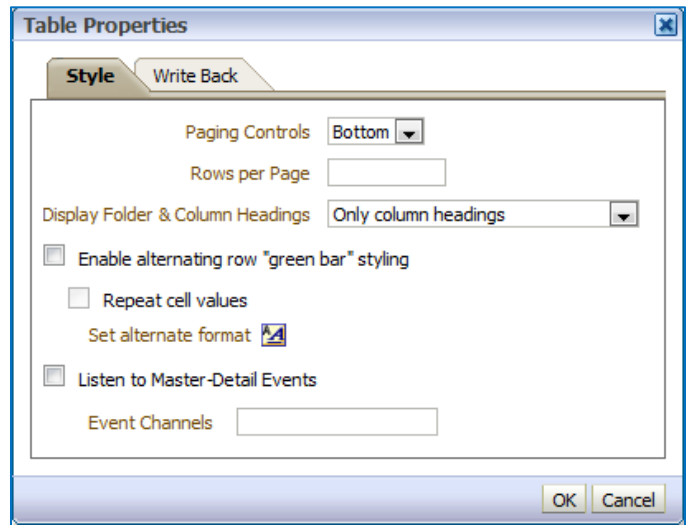 Table Properties
Style Write Back
Paging Controls Bottom
Rows per Page
Display Folder & Column Headings Only column headings
Enable alternating row "green bar" styling
Repeat cell values
Set alternate format
Listen to Master-Detail Events
Event Channels
OK Cancel